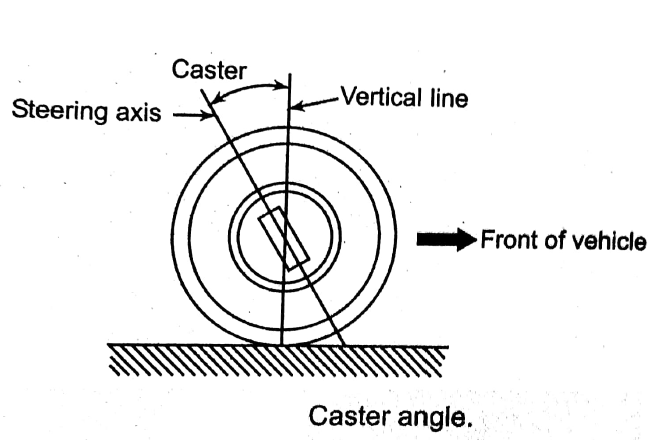 Caster
Steering axis
Vertical line
Front of vehicle
Caster angle.